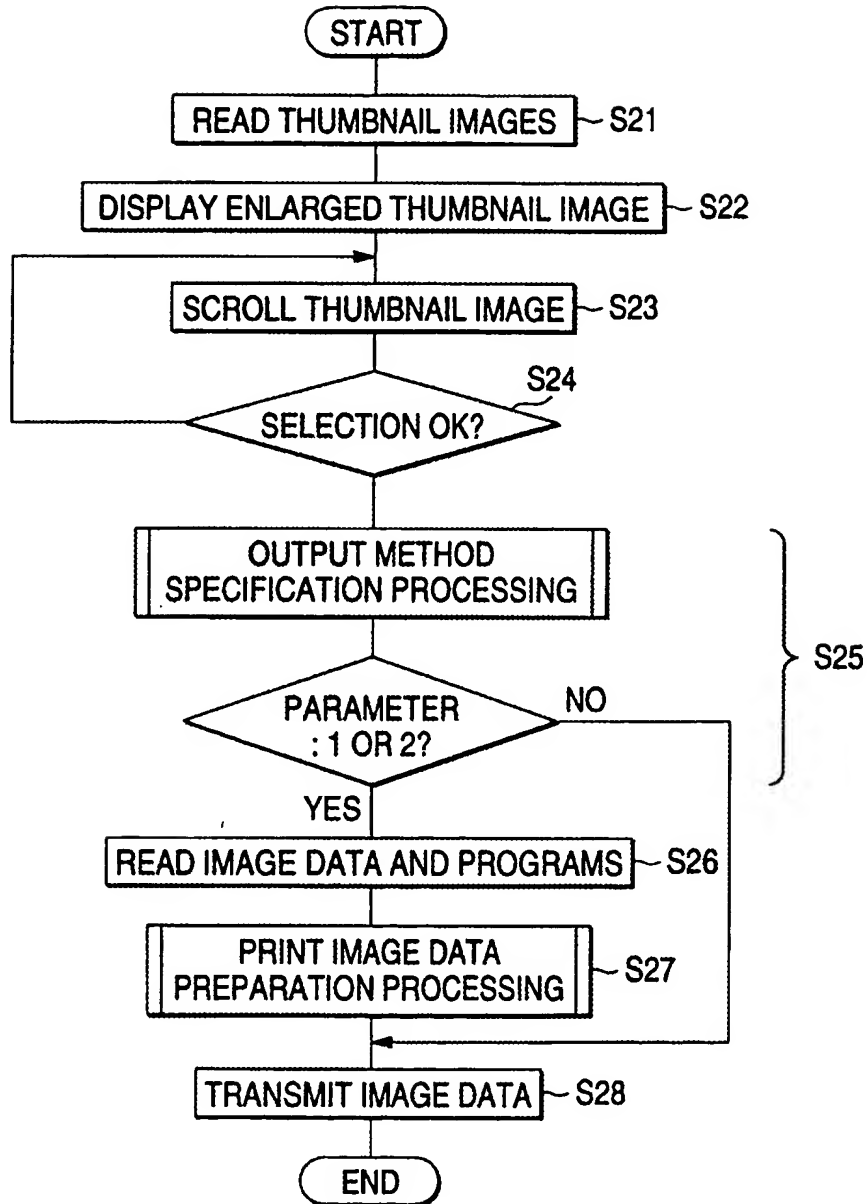 START
READ THUMBNAIL IMAGES
S21
DISPLAY ENLARGED THUMBNAIL IMAGE
S22
SCROLL THUMBNAIL IMAGE
S23
S24
SELECTION OK?
OUTPUT METHOD
SPECIFICATION PROCESSING
S25
PARAMETER
: 1 OR 2?
NO
YES
READ IMAGE DATA AND PROGRAMS
S26
PRINT IMAGE DATA
PREPARATION PROCESSING
S27
TRANSMIT IMAGE DATA
S28
END